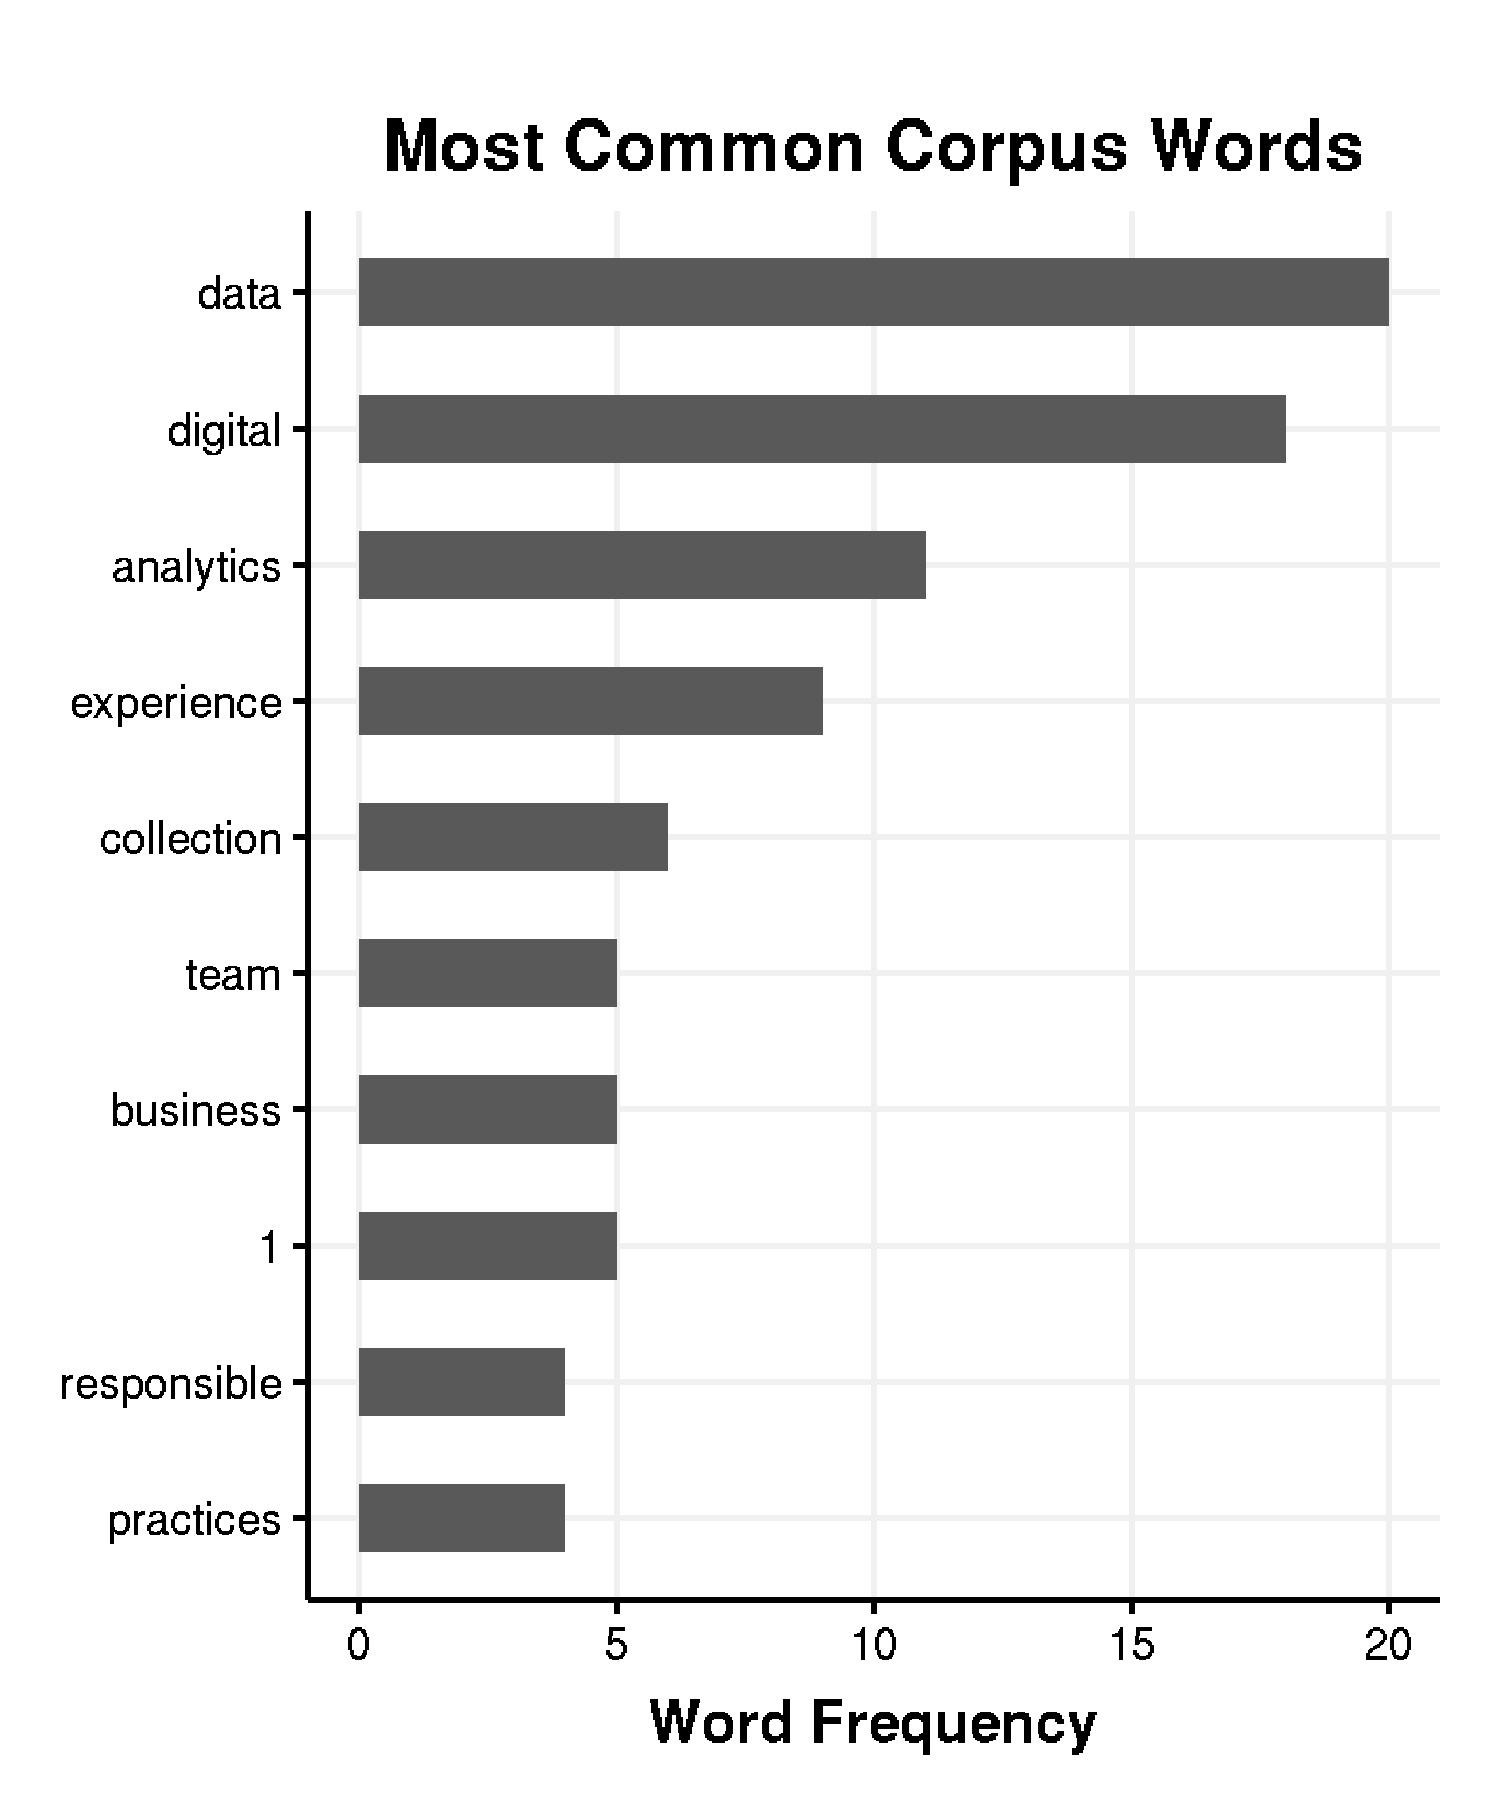 Most Common Corpus Words
data
digital
analytics
experience
collection
team
business
1
responsible
practices
0 5 10 15 20
Word Frequency